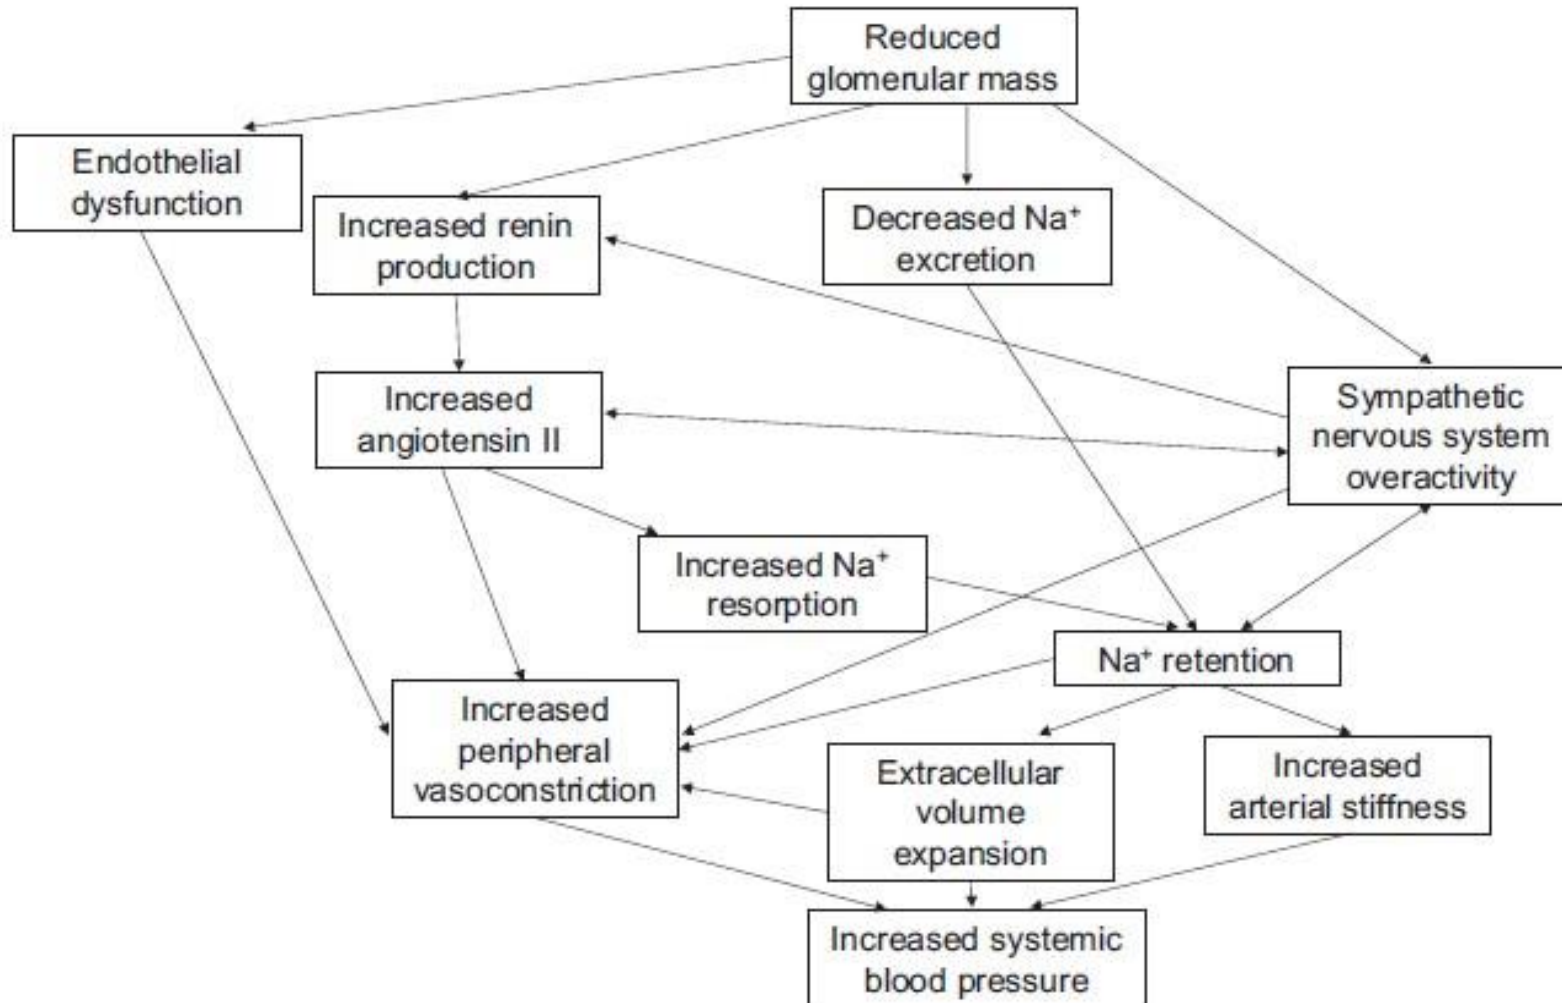 Reduced
glomerular mass
Endothelial
dysfunction
Increased renin
production
Decreased Na⁺
excretion
Increased
angiotensin II
Sympathetic
nervous system
overactivity
Increased Na⁺
resorption
Na⁺ retention
Increased
peripheral
vasoconstriction
Extracellular
volume
expansion
Increased
arterial stiffness
Increased systemic
blood pressure